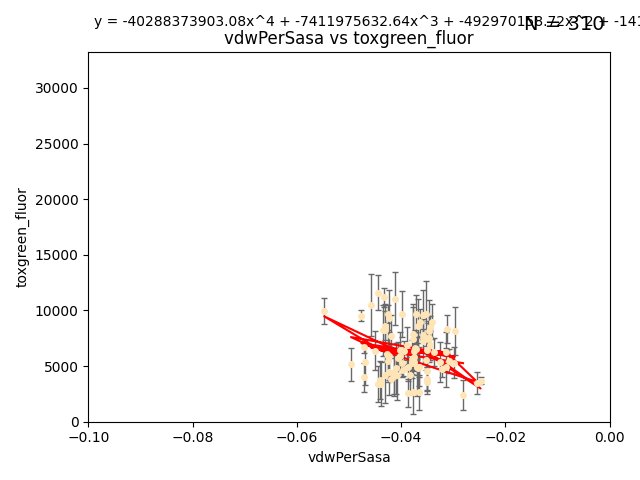 y = -40288373903.08x^4 + -7411975632.64x^3 + -492970158.72x^2 + -141
N = 310
vdwPerSasa vs toxgreen_fluor
30000
25000
20000
15000
10000
5000
0
toxgreen_fluor
−0.10 −0.08 −0.06 −0.04 −0.02 0.00
vdwPerSasa